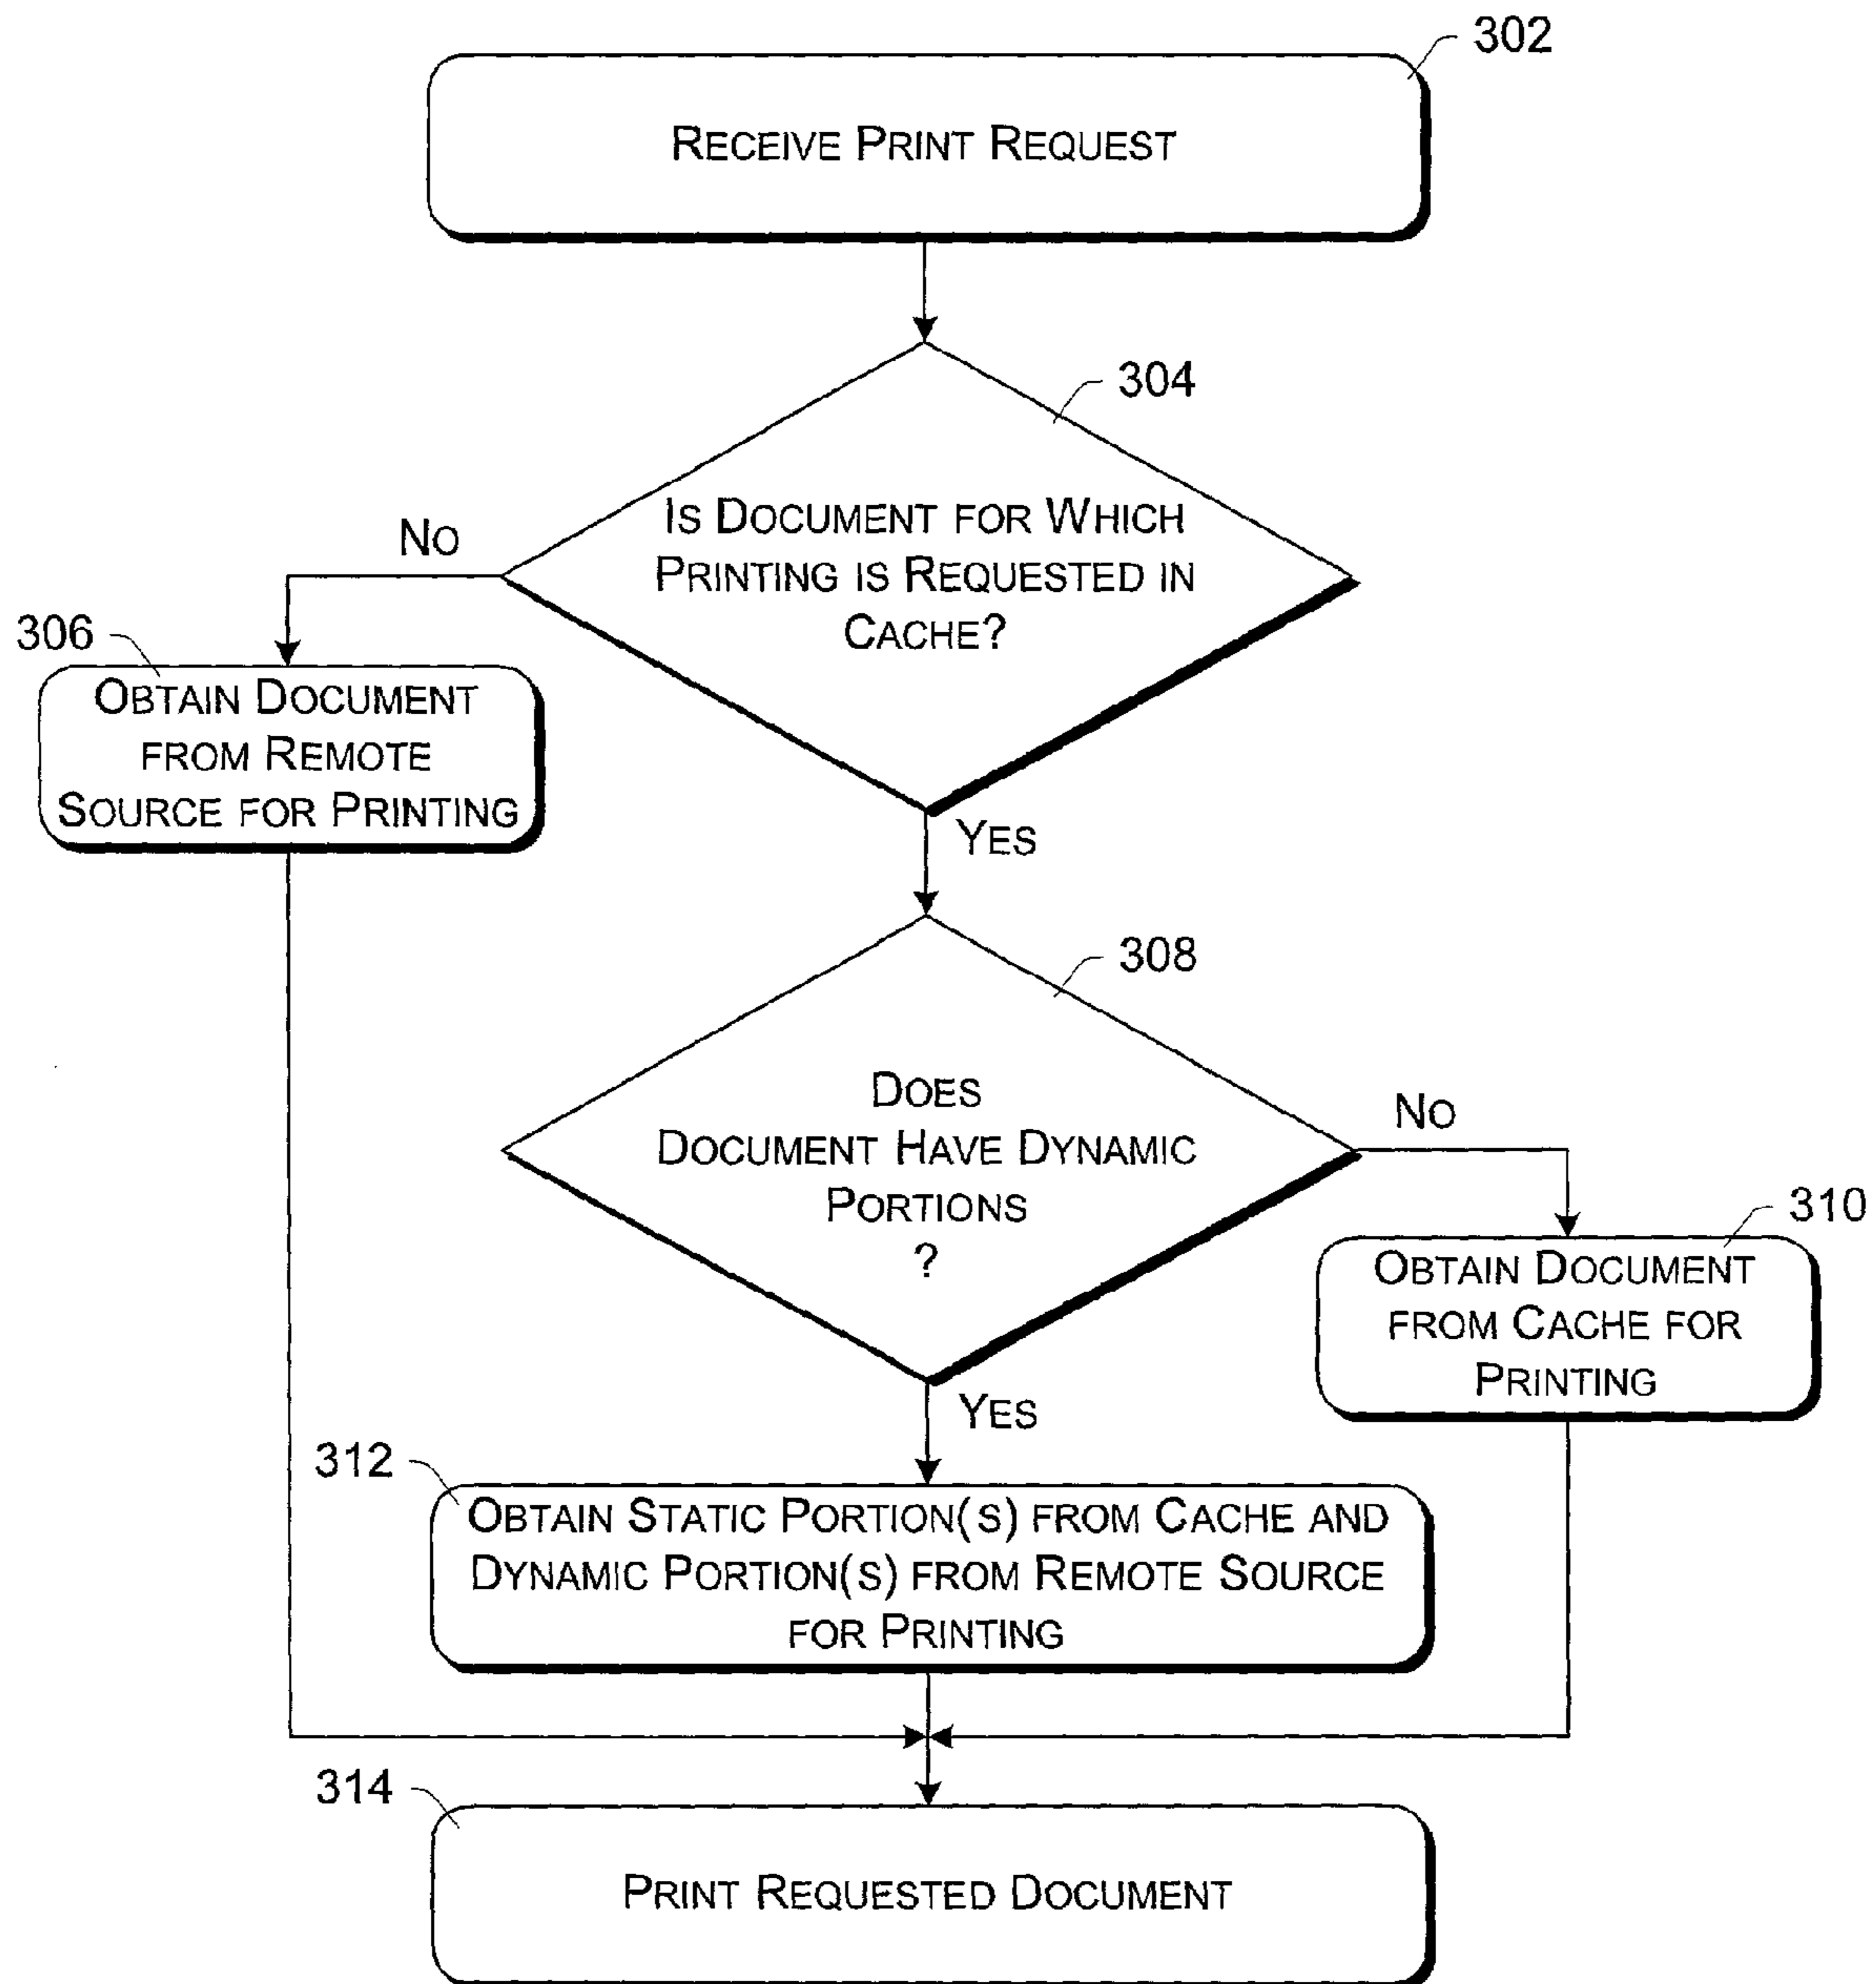 302
RECEIVE PRINT REQUEST
304
IS DOCUMENT FOR WHICH
PRINTING IS REQUESTED IN
CACHE?
NO
306
OBTAIN DOCUMENT
FROM REMOTE
SOURCE FOR PRINTING
YES
308
DOES
DOCUMENT HAVE DYNAMIC
PORTIONS
?
NO
310
OBTAIN DOCUMENT
FROM CACHE FOR
PRINTING
YES
312
OBTAIN STATIC PORTION(S) FROM CACHE AND
DYNAMIC PORTION(S) FROM REMOTE SOURCE
FOR PRINTING
314
PRINT REQUESTED DOCUMENT